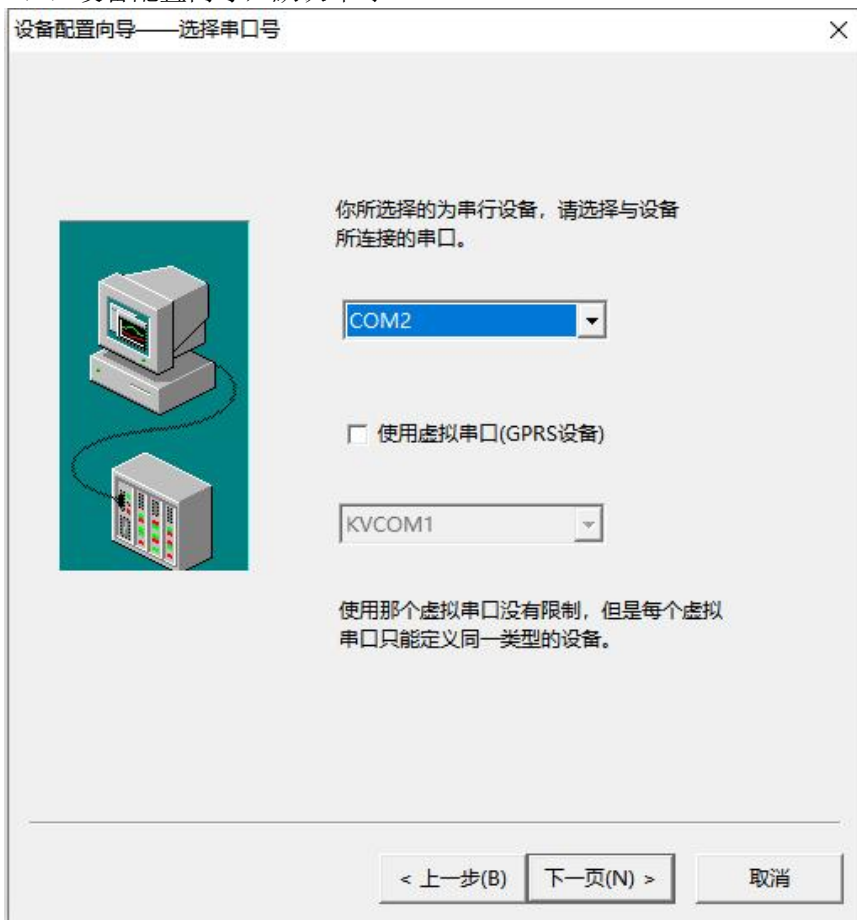 设备配置向导——选择串口号
你所选择的为串行设备，请选择与设备
所连接的串口。
COM2
使用虚拟串口(GPRS设备)
KVCOM1
使用那个虚拟串口没有限制，但是每个虚拟
串口只能定义同一类型的设备。
< 上一步(B)  下一页(N) >  取消